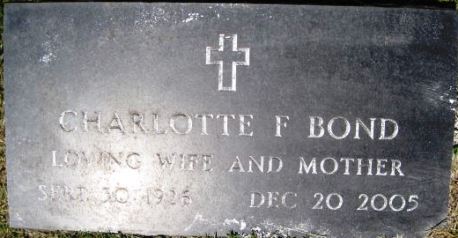 CHARLOTTE F BOND
LOVING WIFE AND MOTHER
SEPT 30 1926 DEC 20 2005